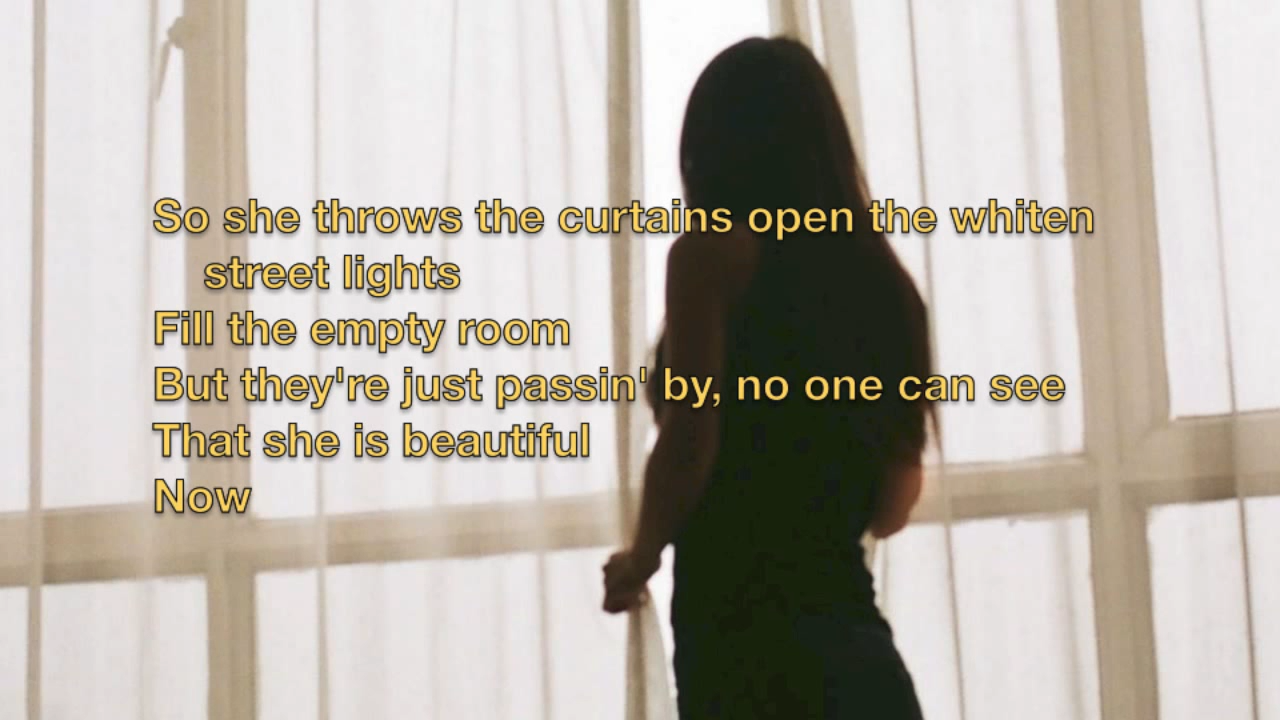 So she throws the curtains open the whiten
street lights
Fill the empty room
But they're just passin' by, no one can see
That she is beautiful
Now